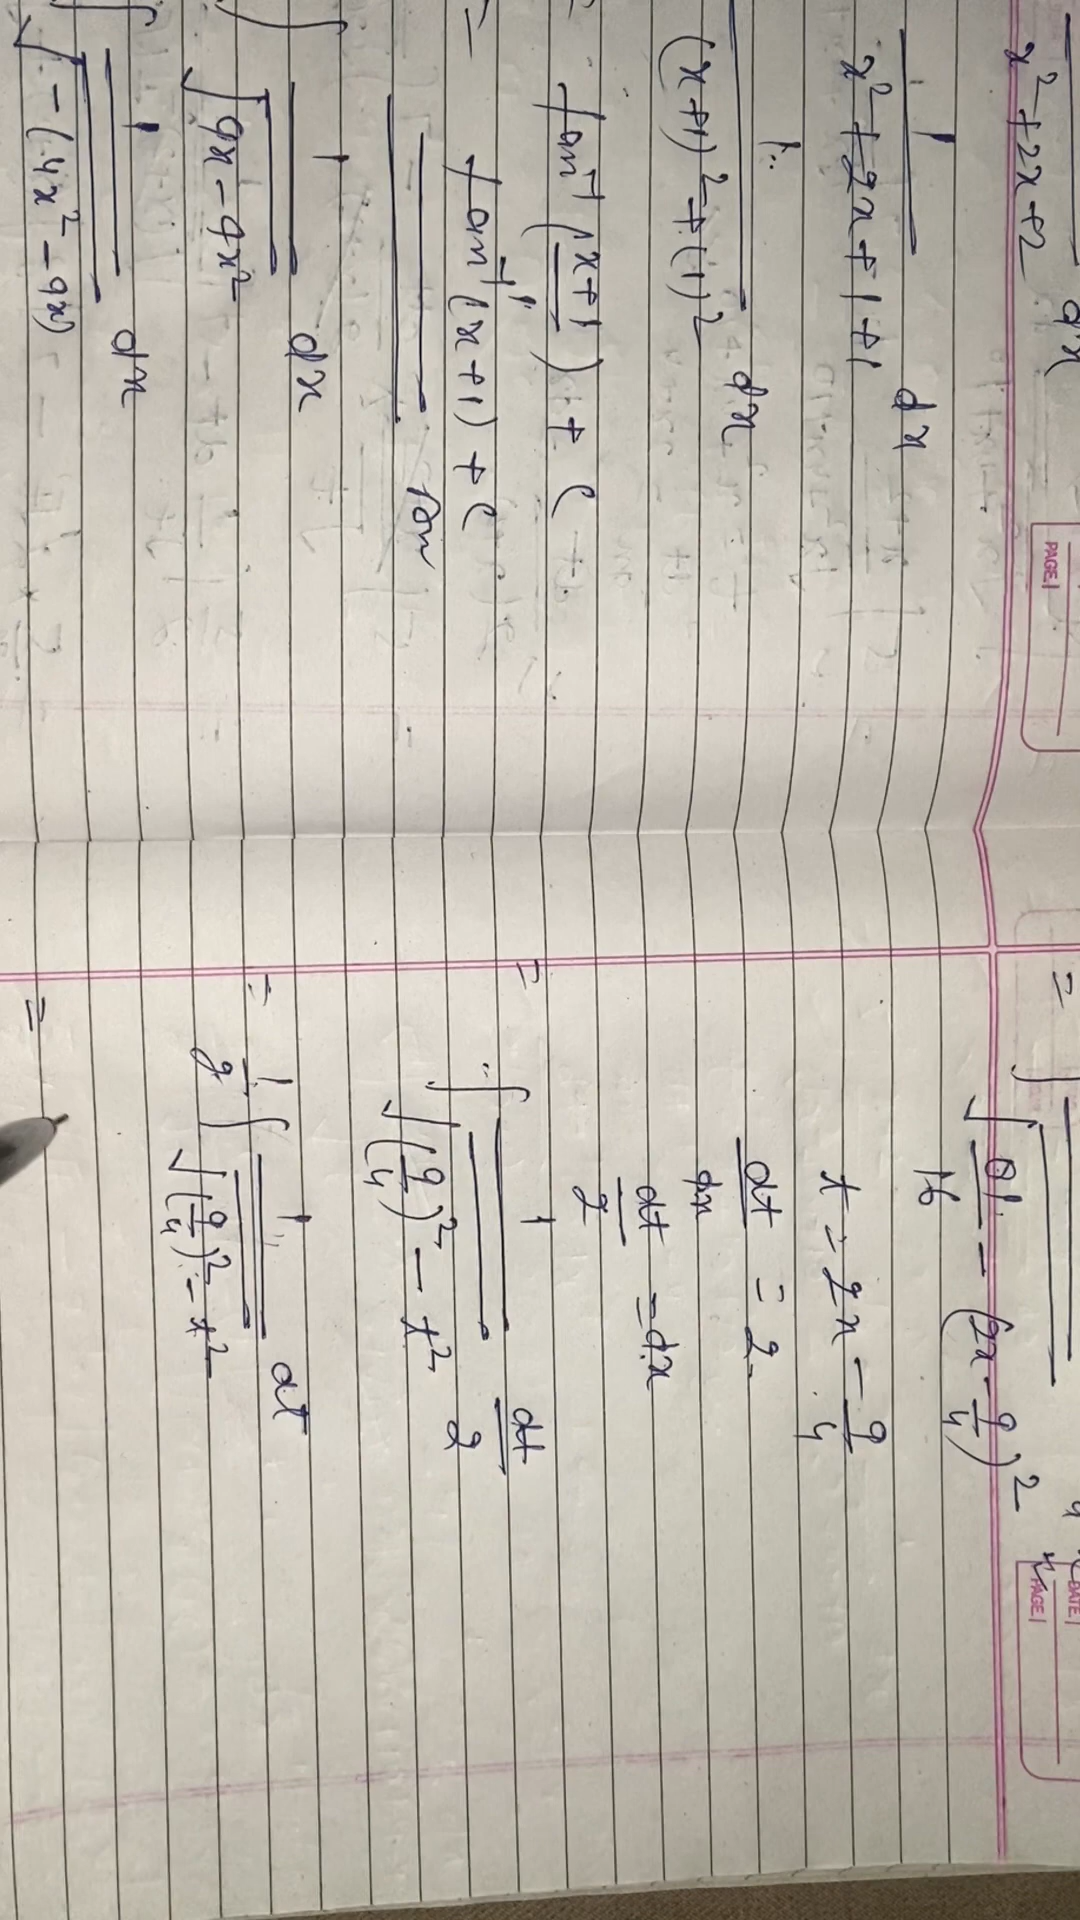 x² + 2x + 2 dx
1
x² + 2x + 1 + 1 dx
1
(x+1)² + (1)² dx
= tan⁻¹ (x+1 / 1) + c
= tan⁻¹ (x+1) + c
∫ 1 / √(9x - 4x²) dx
∫ 1 / √(-(4x² - 9x)) dx
PAGE
= ∫ / √(81/16 - (2x - 9/4)²)
t = 2x - 9/4
dt/dx = 2
dt/2 = dx
= ∫ 1 / √((9/4)² - t²) dt/2
= 1/2 ∫ 1 / √((9/4)² - t²) dt
=
DATE
PAGE